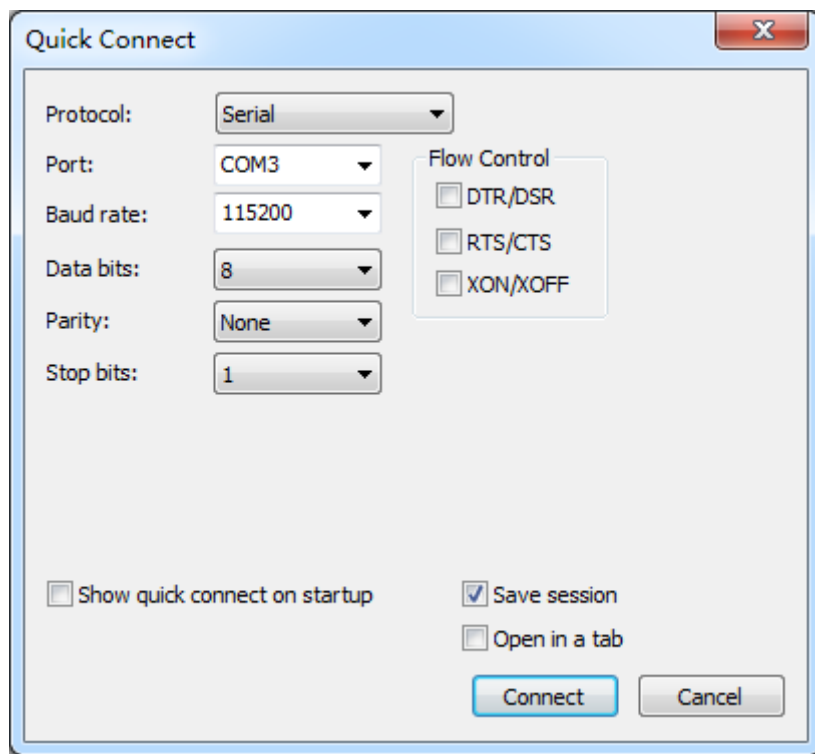 Quick Connect
Protocol: Serial
Port: COM3
Flow Control
DTR/DSR
Baud rate: 115200
RTS/CTS
Data bits: 8
XON/XOFF
Parity: None
Stop bits: 1
Show quick connect on startup
Save session
Open in a tab
Connect Cancel